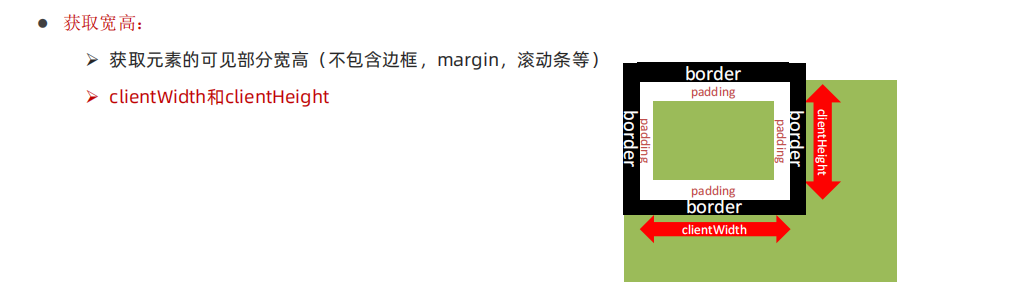 获取宽高：
获取元素的可见部分宽高（不包含边框，margin，滚动条等）
clientWidth和clientHeight
border
padding
border
padding
padding
border
clientHeight
padding
border
clientWidth